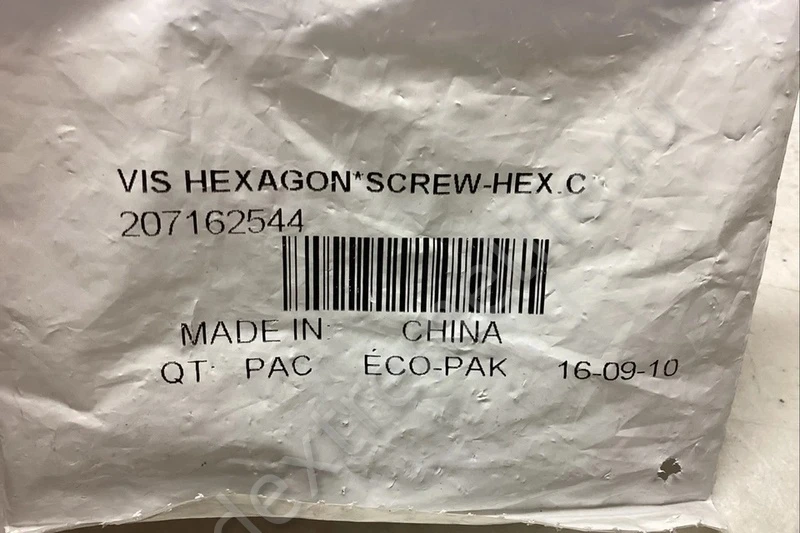 VIS HEXAGON*SCREW-HEX.C
207162544
MADE IN: CHINA
QT: PAC ÉCO-PAK 16-09-10